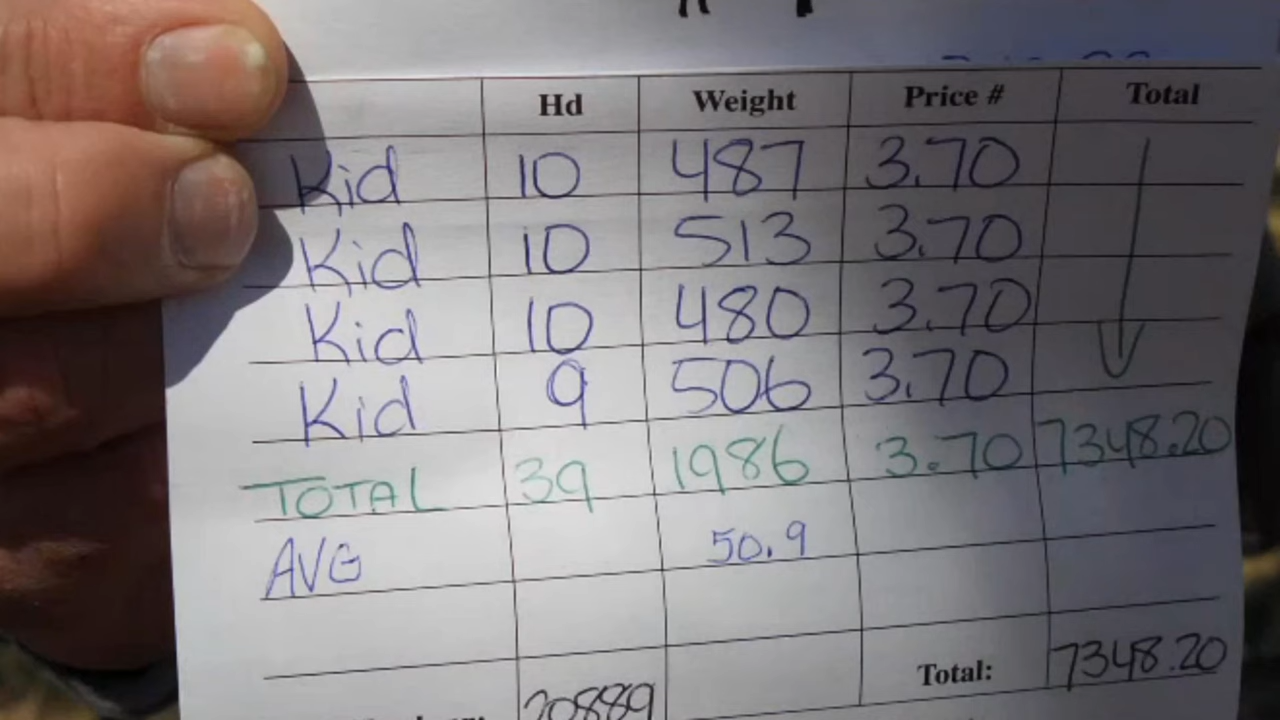 Hd Weight Price # Total
Kid 10 487 3.70
Kid 10 513 3.70
Kid 10 480 3.70
Kid 9 506 3.70
TOTAL 39 1986 3.70 7348.20
AVG 50.9
Total: 7348.20
20889